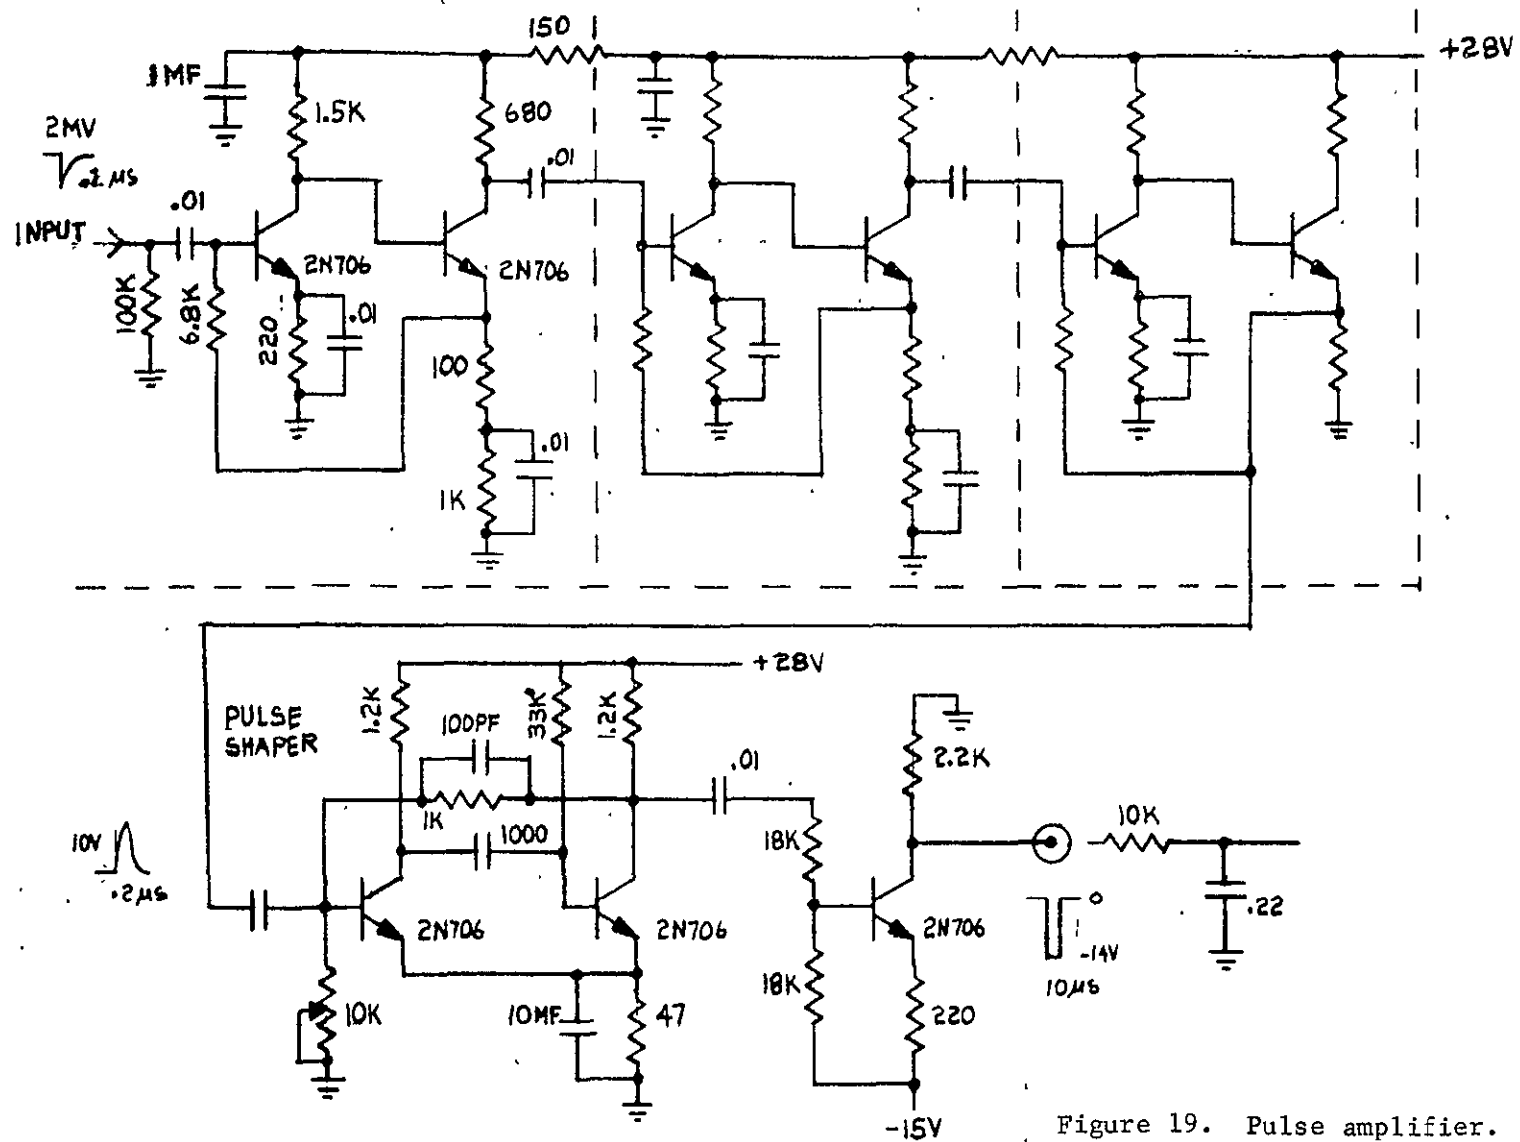 150
+28V
1MF
1.5K
680
2MV
.2 μs
.01
.01
INPUT
2N706
2N706
100K
6.8K
220
.01
100
.01
1K
+28V
PULSE
SHAPER
1.2K
100PF
33K
1.2K
.01
2.2K
1K
1000
10V
.2μs
18K
10K
2N706
2N706
2N706
0
-14V
10μs
.22
18K
10K
10MF
47
220
-15V
Figure 19. Pulse amplifier.